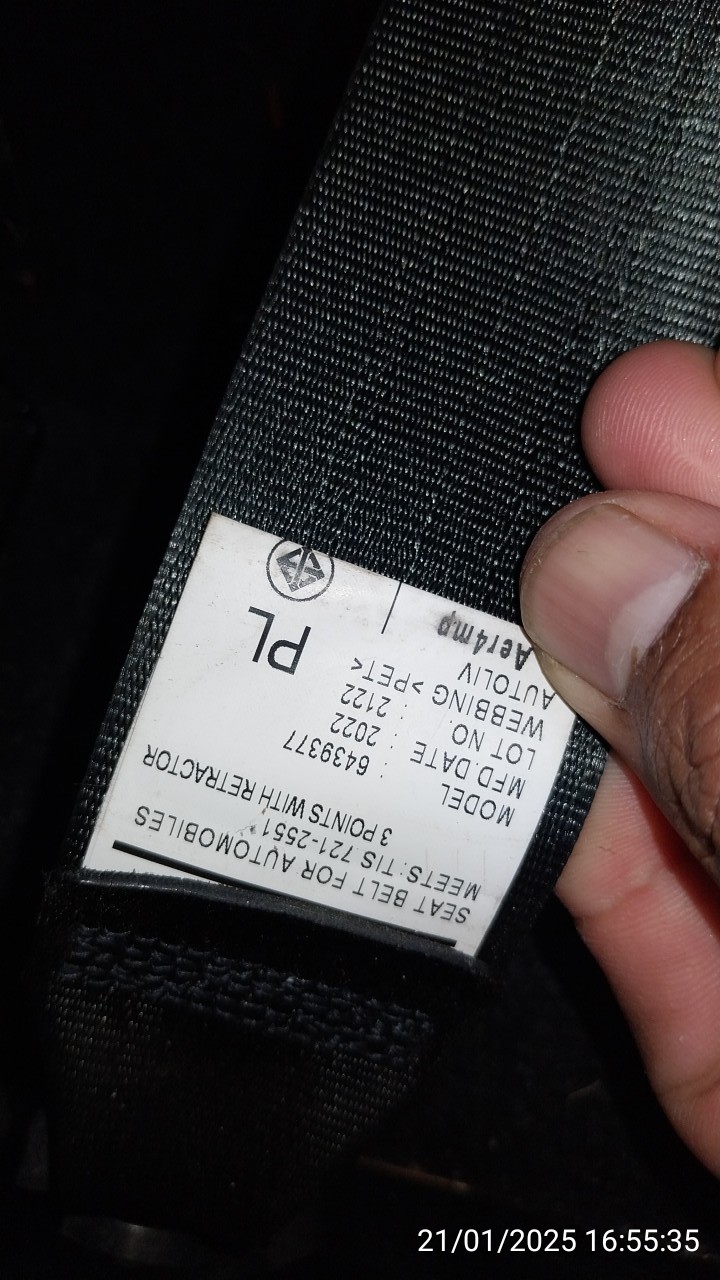 SEAT BELT FOR AUTOMOBILES
MEETS: TIS 721-2551
3 POINTS WITH RETRACTOR
MODEL : 6439377
MFD DATE : 2022
LOT NO. : 2122
WEBBING >PET<
AUTOLIV
PL
Aer4mp
21/01/2025 16:55:35